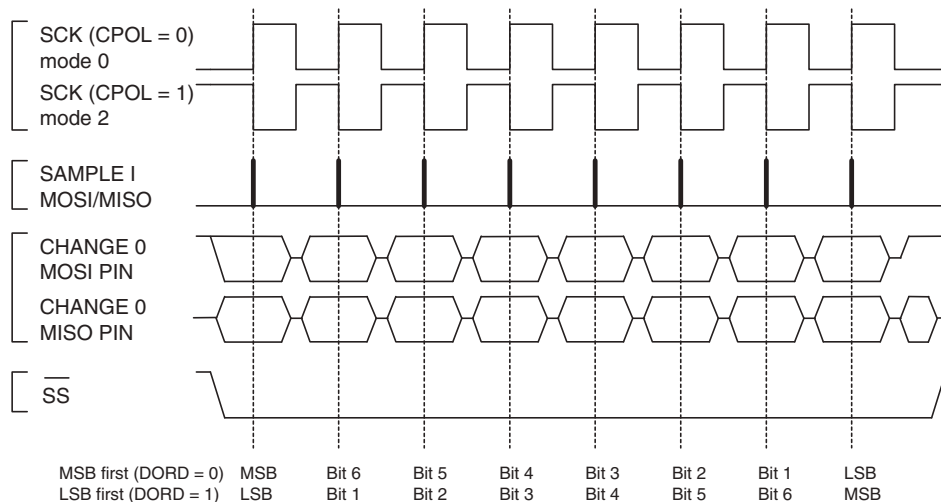 SCK (CPOL = 0)
mode 0
SCK (CPOL = 1)
mode 2
SAMPLE I
MOSI/MISO
CHANGE 0
MOSI PIN
CHANGE 0
MISO PIN
SS
MSB first (DORD = 0) MSB Bit 6 Bit 5 Bit 4 Bit 3 Bit 2 Bit 1 LSB
LSB first (DORD = 1) LSB Bit 1 Bit 2 Bit 3 Bit 4 Bit 5 Bit 6 MSB